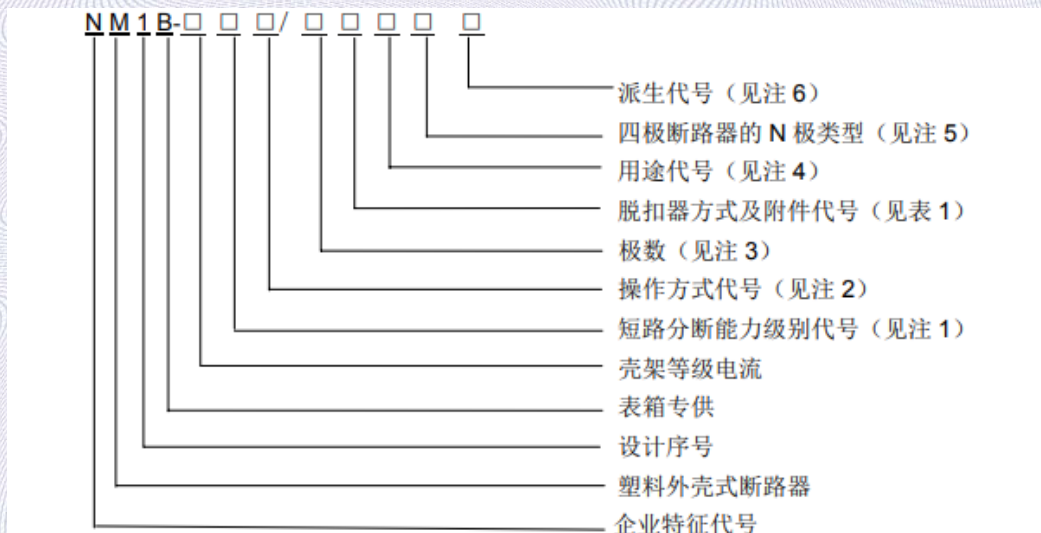 NM1B-□ □ □/ □ □ □ □ □
派生代号（见注 6）
四极断路器的 N 极类型（见注 5）
用途代号（见注 4）
脱扣器方式及附件代号（见表 1）
极数（见注 3）
操作方式代号（见注 2）
短路分断能力级别代号（见注 1）
壳架等级电流
表箱专供
设计序号
塑料外壳式断路器
企业特征代号